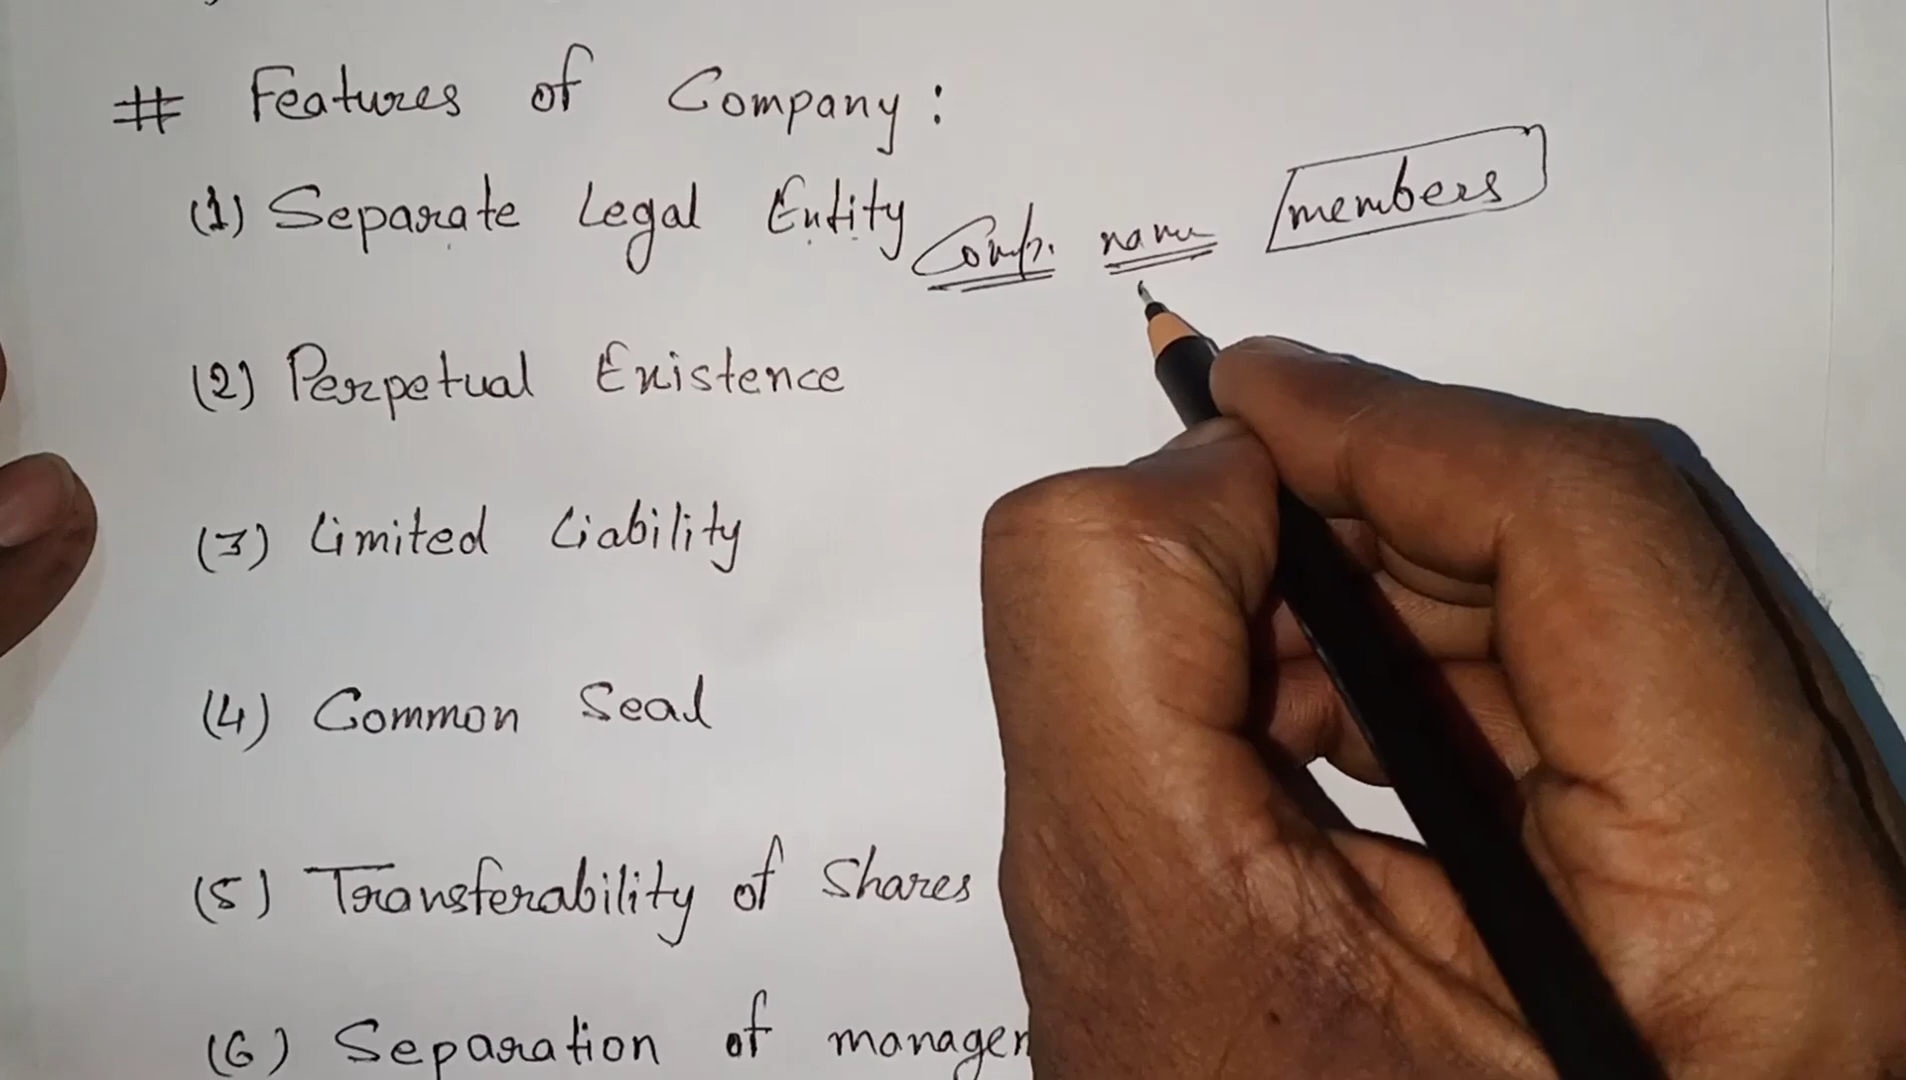 # Features of Company:
(1) Separate Legal Entity Comp. name members
(2) Perpetual Existence
(3) Limited Liability
(4) Common Seal
(5) Transferability of Shares
(6) Separation of manager